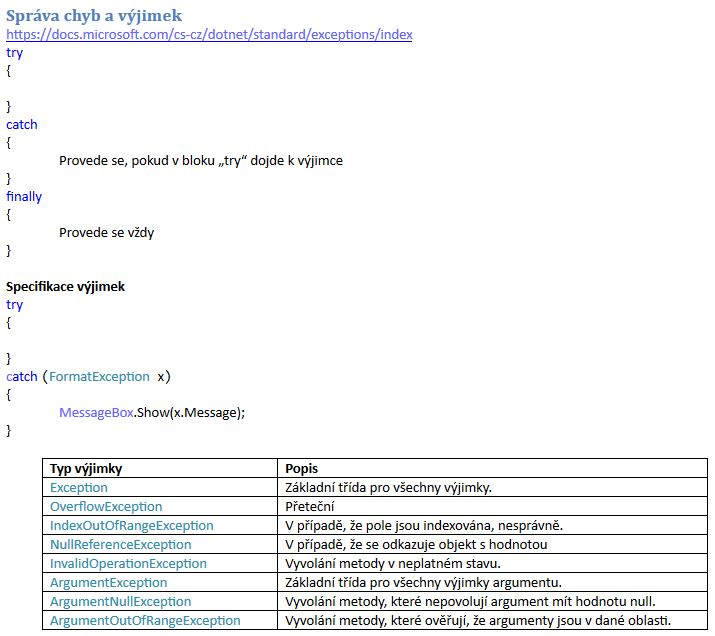 Správa chyb a výjimek
https://docs.microsoft.com/cs-cz/dotnet/standard/exceptions/index
try
{
}
catch
{
Provede se, pokud v bloku „try“ dojde k výjimce
}
finally
{
Provede se vždy
}
Specifikace výjimek
try
{
}
catch (FormatException x)
{
MessageBox.Show(x.Message);
}
Typ výjimky Popis
Exception Základní třída pro všechny výjimky.
OverflowException Přeteční
IndexOutOfRangeException V případě, že pole jsou indexována, nesprávně.
NullReferenceException V případě, že se odkazuje objekt s hodnotou
InvalidOperationException Vyvolání metody v neplatném stavu.
ArgumentException Základní třída pro všechny výjimky argumentu.
ArgumentNullException Vyvolání metody, které nepovolují argument mít hodnotu null.
ArgumentOutOfRangeException Vyvolání metody, které ověřují, že argumenty jsou v dané oblasti.